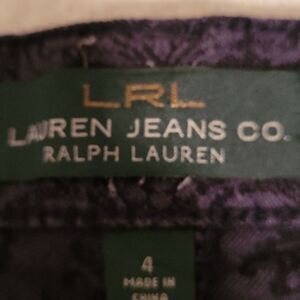 LRL
LAUREN JEANS CO.
RALPH LAUREN
4
MADE IN
CHINA